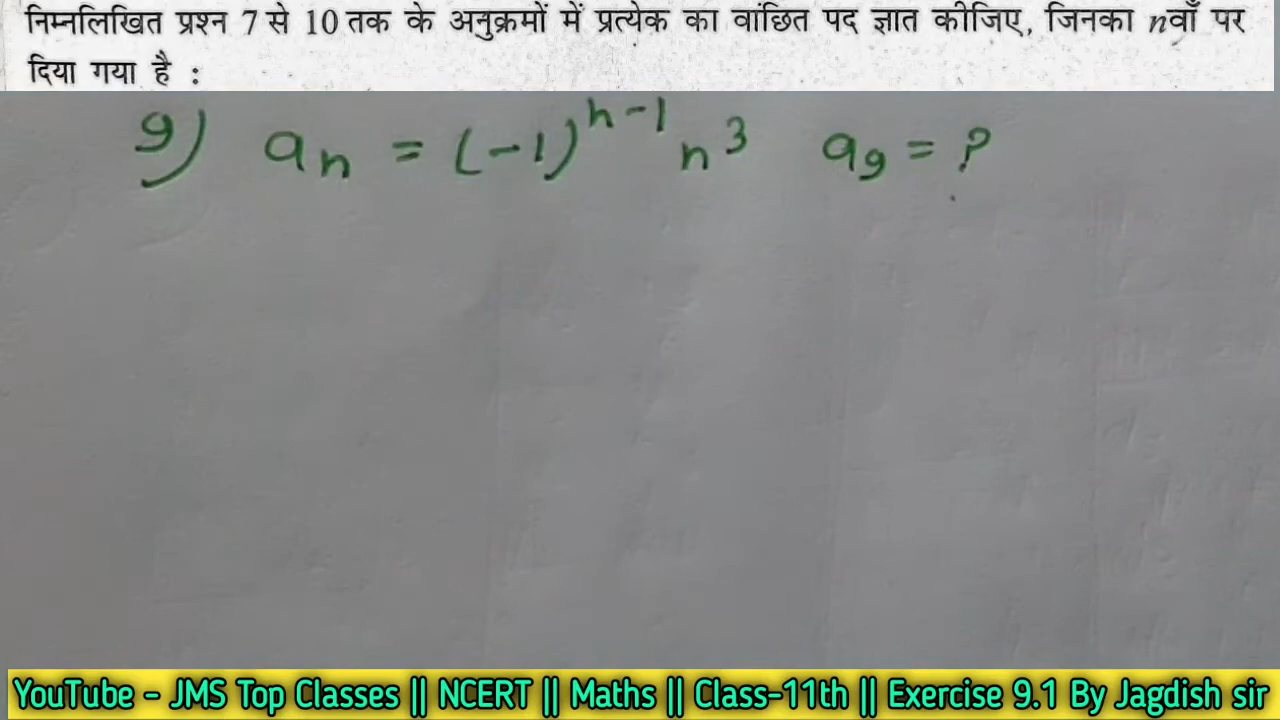 निम्नलिखित प्रश्न 7 से 10 तक के अनुक्रमों में प्रत्येक का वांछित पद ज्ञात कीजिए, जिनका nवाँ पर
दिया गया है :
9) aₙ = (-1)ⁿ⁻¹ n³ a₉ = ?
YouTube - JMS Top Classes || NCERT || Maths || Class-11th || Exercise 9.1 By Jagdish sir